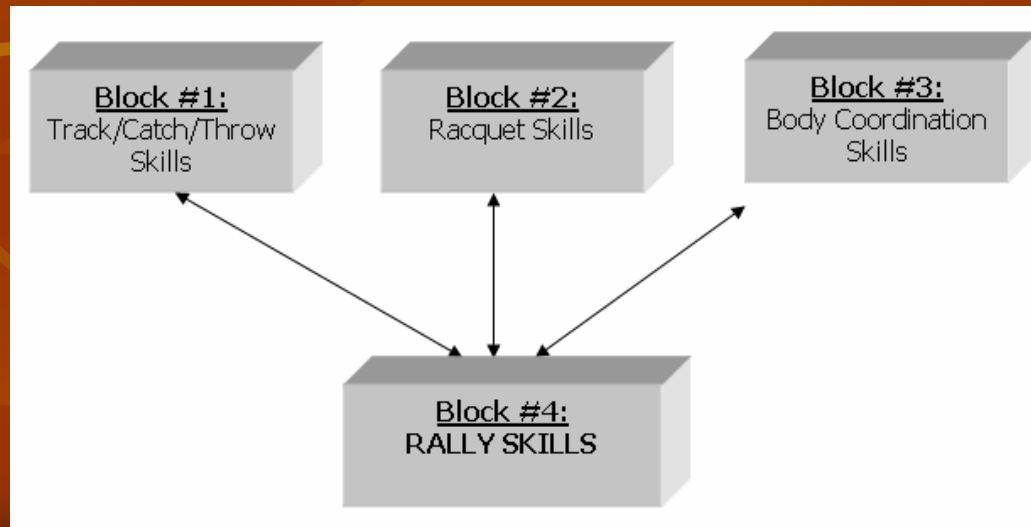 Block #1:
Track/Catch/Throw
Skills
Block #2:
Racquet Skills
Block #3:
Body Coordination
Skills
Block #4:
RALLY SKILLS